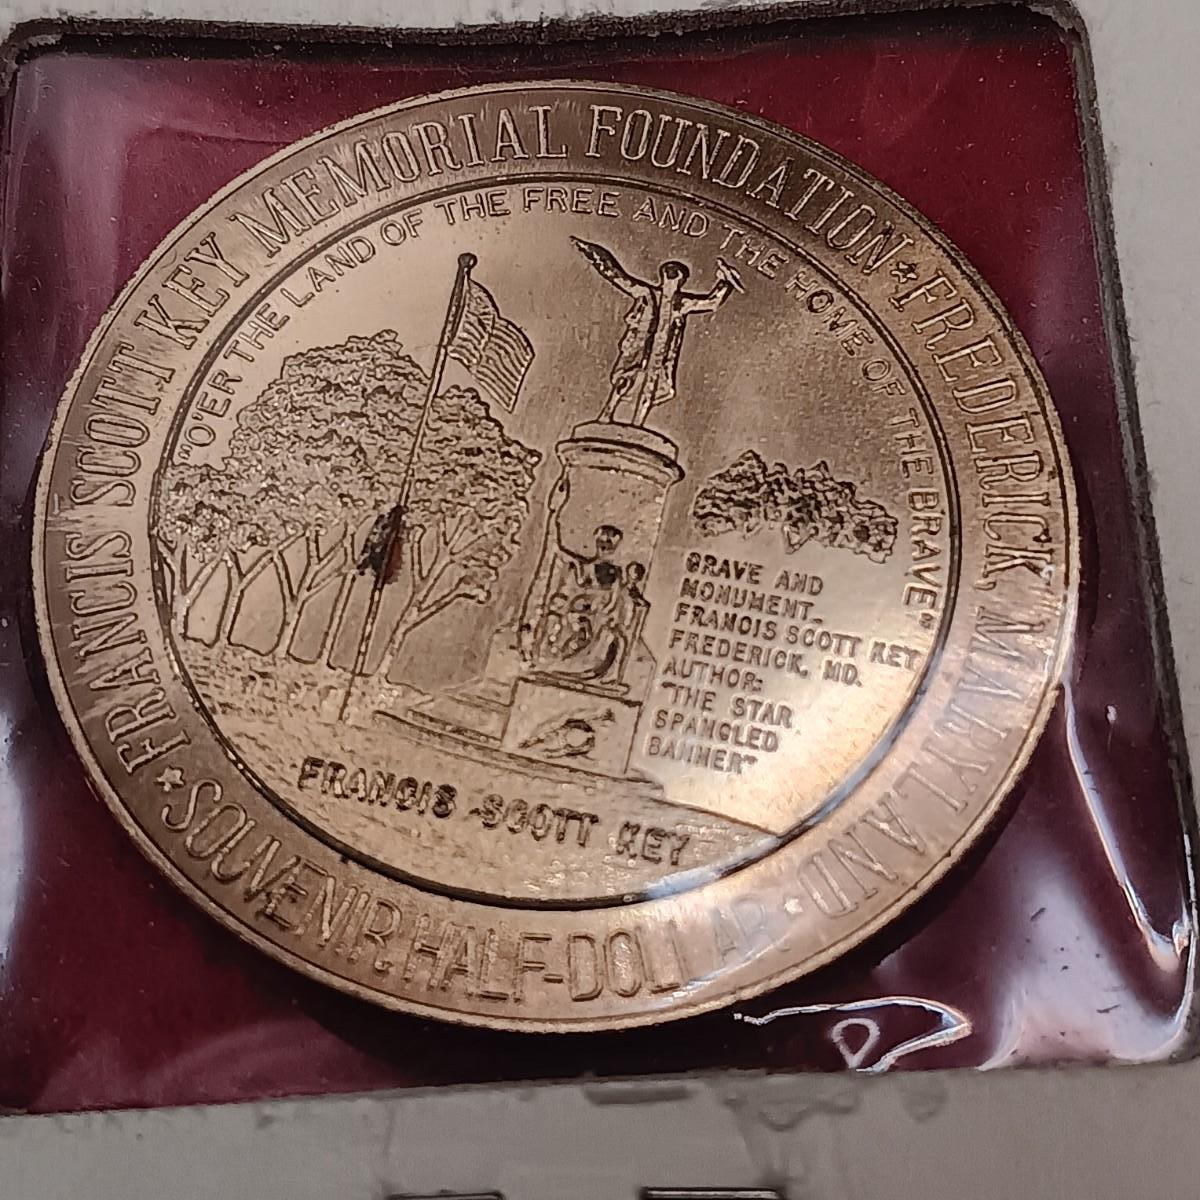 FRANCIS SCOTT KEY MEMORIAL FOUNDATION ★ FREDERICK, MARYLAND •
★ SOUVENIR HALF-DOLLAR
"O'ER THE LAND OF THE FREE AND THE HOME OF THE BRAVE"
GRAVE AND
MONUMENT_
FRANCIS SCOTT KEY
FREDERICK, MD.
AUTHOR:
"THE STAR
SPANGLED
BANNER"
FRANCIS SCOTT KEY